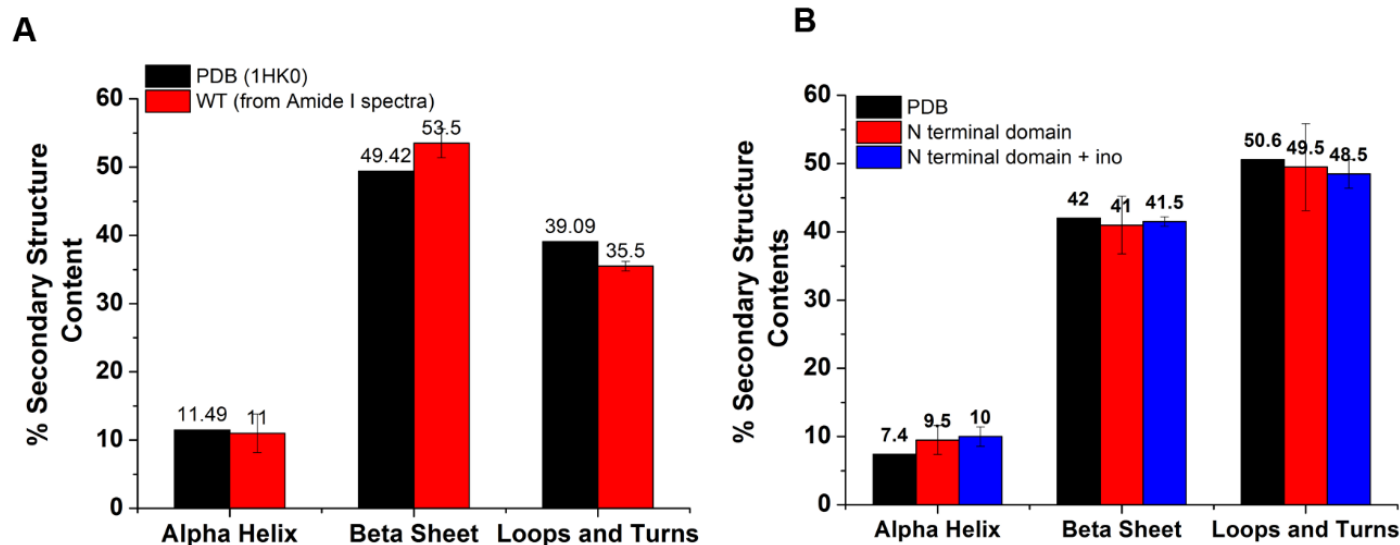 A
PDB (1HK0)
WT (from Amide I spectra)
% Secondary Structure
Content
60
50
40
30
20
10
0
11.49
11
49.42
53.5
39.09
35.5
Alpha Helix
Beta Sheet
Loops and Turns
B
PDB
N terminal domain
N terminal domain + ino
% Secondary Structure
Contents
60
50
40
30
20
10
0
7.4
9.5
10
42
41
41.5
50.6
49.5
48.5
Alpha Helix
Beta Sheet
Loops and Turns